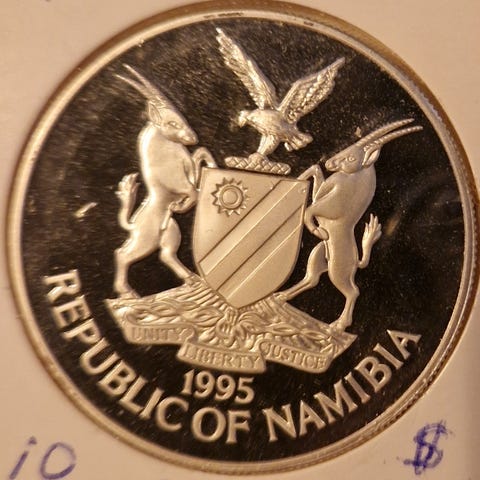 UNITY
LIBERTY
JUSTICE
1995
REPUBLIC OF NAMIBIA
10
$